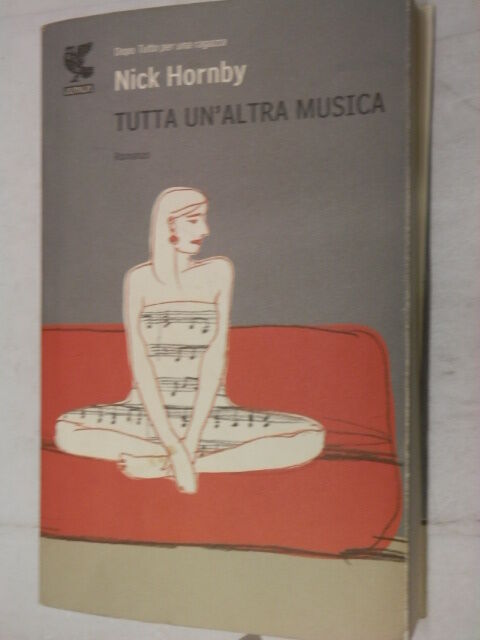 Dopo Tutto per una ragazza
Nick Hornby
TUTTA UN'ALTRA MUSICA
Romanzo